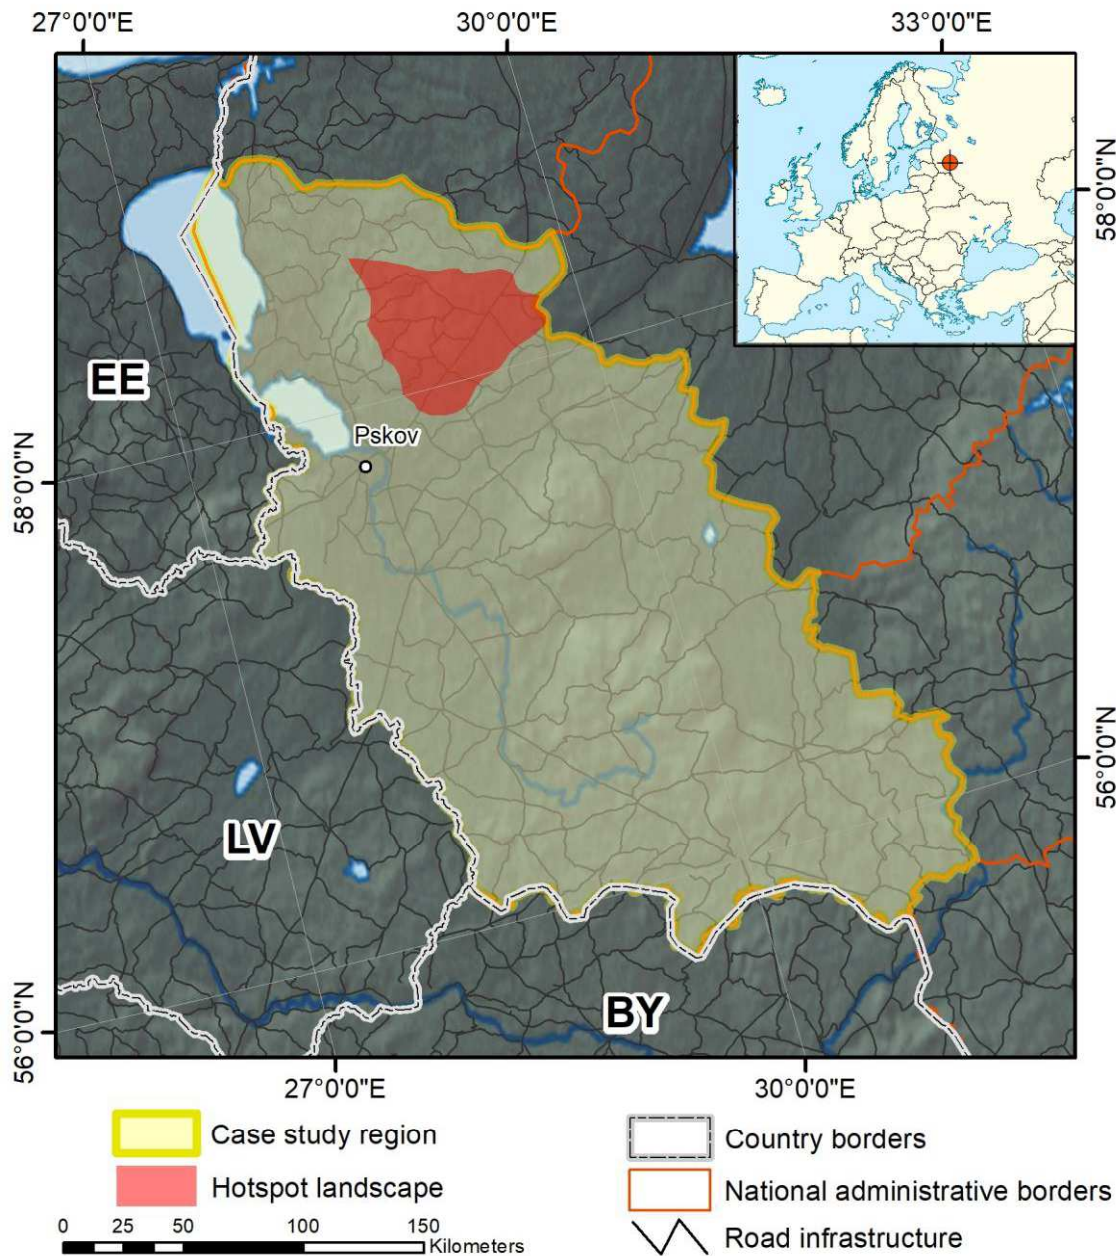 27°0'0"E 30°0'0"E 33°0'0"E
58°0'0"N
EE
Pskov
58°0'0"N
56°0'0"N
LV
BY
56°0'0"N
27°0'0"E 30°0'0"E
Case study region
Hotspot landscape
0 25 50 100 150
Kilometers
Country borders
National administrative borders
Road infrastructure